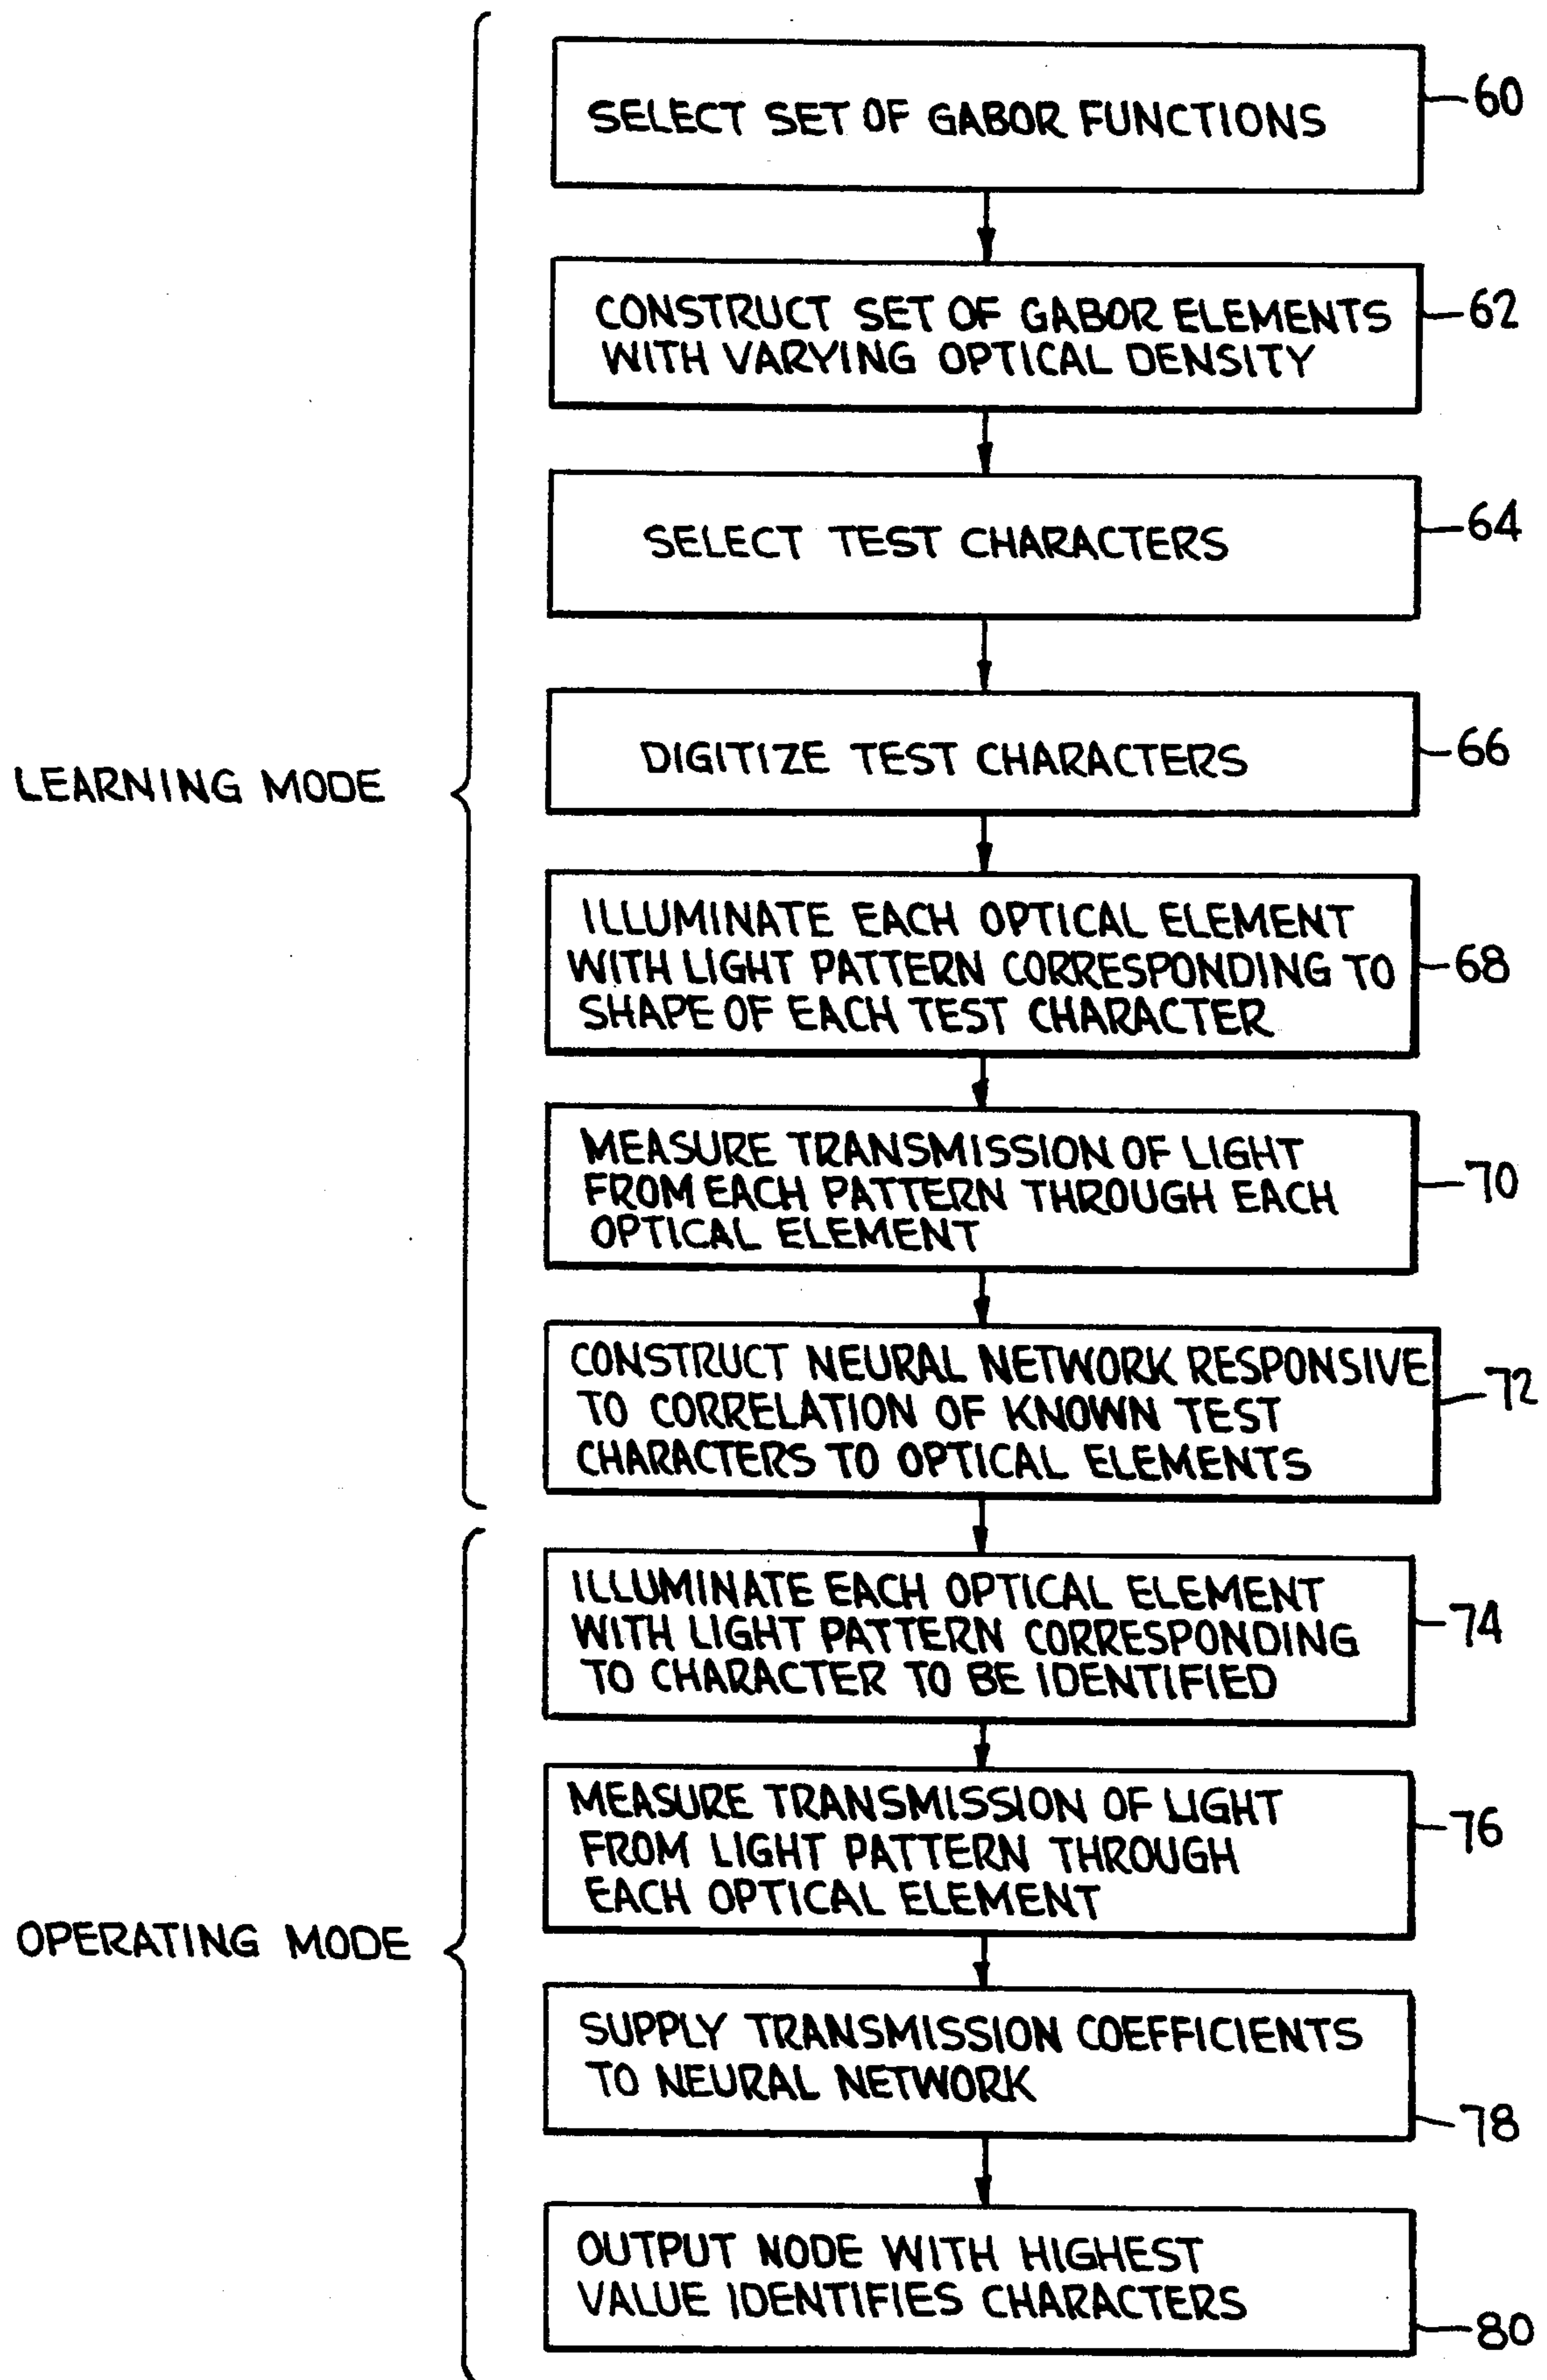 SELECT SET OF GABOR FUNCTIONS
60
CONSTRUCT SET OF GABOR ELEMENTS
WITH VARYING OPTICAL DENSITY
62
SELECT TEST CHARACTERS
64
DIGITIZE TEST CHARACTERS
66
LEARNING MODE
ILLUMINATE EACH OPTICAL ELEMENT
WITH LIGHT PATTERN CORRESPONDING TO
SHAPE OF EACH TEST CHARACTER
68
MEASURE TRANSMISSION OF LIGHT
FROM EACH PATTERN THROUGH EACH
OPTICAL ELEMENT
70
CONSTRUCT NEURAL NETWORK RESPONSIVE
TO CORRELATION OF KNOWN TEST
CHARACTERS TO OPTICAL ELEMENTS
72
ILLUMINATE EACH OPTICAL ELEMENT
WITH LIGHT PATTERN CORRESPONDING
TO CHARACTER TO BE IDENTIFIED
74
MEASURE TRANSMISSION OF LIGHT
FROM LIGHT PATTERN THROUGH
EACH OPTICAL ELEMENT
76
OPERATING MODE
SUPPLY TRANSMISSION COEFFICIENTS
TO NEURAL NETWORK
78
OUTPUT NODE WITH HIGHEST
VALUE IDENTIFIES CHARACTERS
80